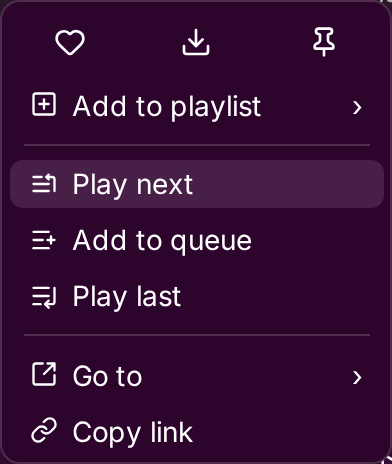 Add to playlist
Play next
Add to queue
Play last
Go to
Copy link